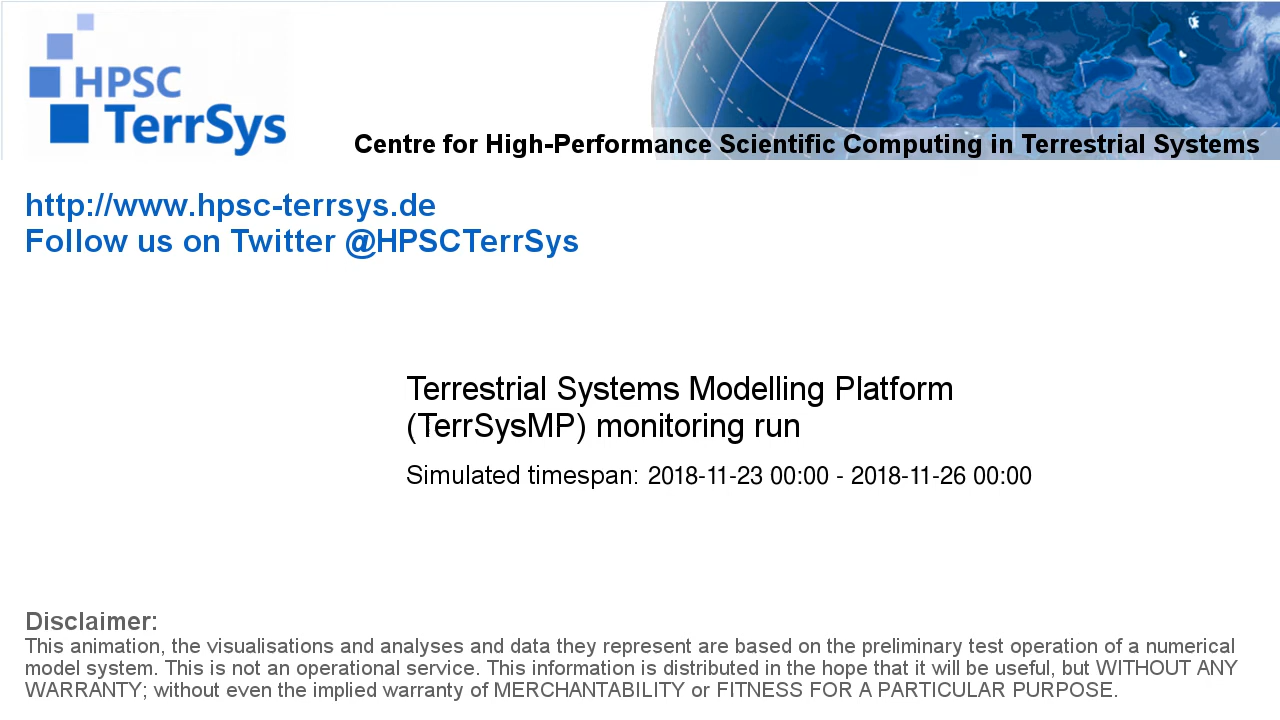 HPSC
TerrSys
Centre for High-Performance Scientific Computing in Terrestrial Systems
http://www.hpsc-terrsys.de
Follow us on Twitter @HPSCTerrSys
Terrestrial Systems Modelling Platform
(TerrSysMP) monitoring run
Simulated timespan: 2018-11-23 00:00 - 2018-11-26 00:00
Disclaimer:
This animation, the visualisations and analyses and data they represent are based on the preliminary test operation of a numerical
model system. This is not an operational service. This information is distributed in the hope that it will be useful, but WITHOUT ANY
WARRANTY; without even the implied warranty of MERCHANTABILITY or FITNESS FOR A PARTICULAR PURPOSE.